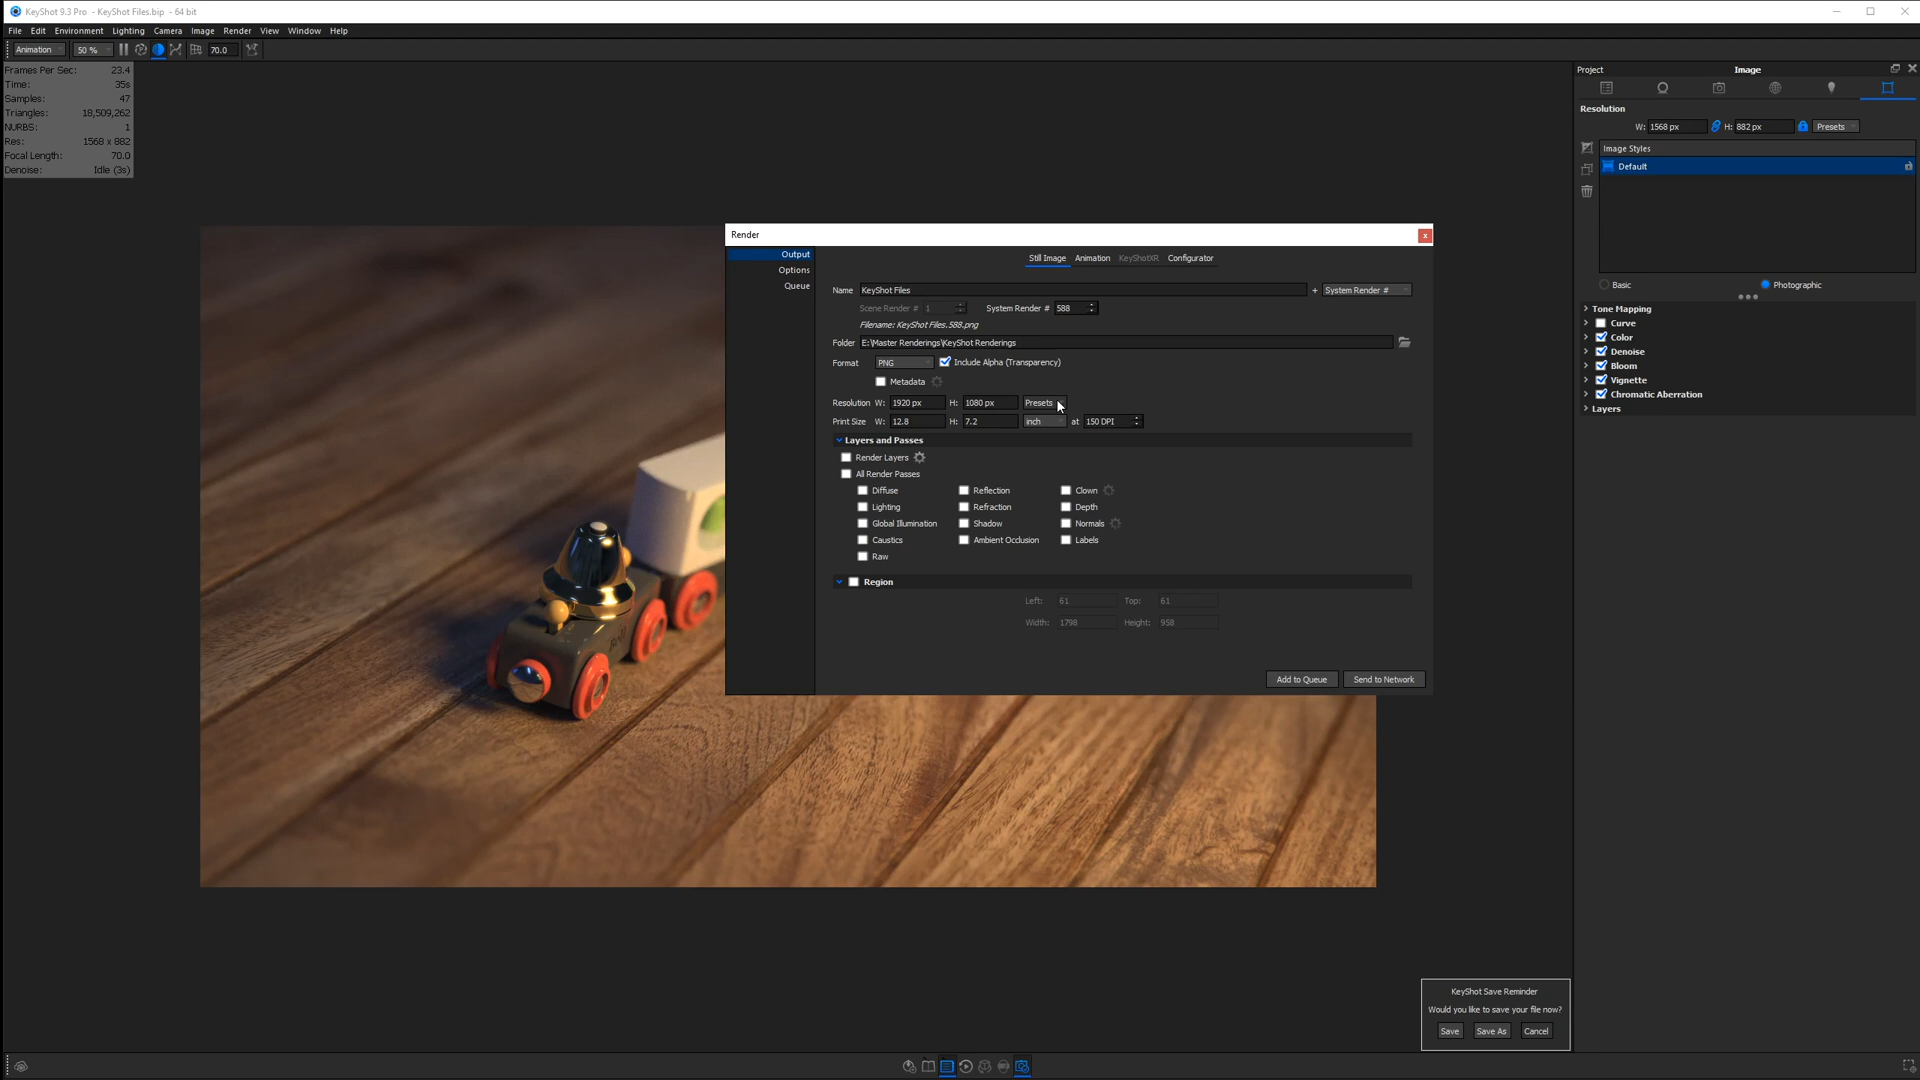 KeyShot 9.3 Pro - KeyShot Files.bip - 64 bit
File Edit Environment Lighting Camera Image Render View Window Help
Animation 50 % 70.0
Frames Per Sec: 23.4
Time: 35s
Samples: 47
Triangles: 18,509,262
NURBS: 1
Res: 1568 x 882
Focal Length: 70.0
Denoise: Idle (3s)
Project Image
Resolution
W: 1568 px H: 882 px Presets
Image Styles
Default
Basic Photographic
Tone Mapping
Curve
Color
Denoise
Bloom
Vignette
Chromatic Aberration
Layers
Render
Output
Options
Queue
Still Image Animation KeyShotXR Configurator
Name KeyShot Files + System Render #
Scene Render # 1 System Render # 588
Filename: KeyShot Files.588.png
Folder E:\Master Renderings\KeyShot Renderings
Format PNG Include Alpha (Transparency)
Metadata
Resolution W: 1920 px H: 1080 px Presets
Print Size W: 12.8 H: 7.2 inch at 150 DPI
Layers and Passes
Render Layers
All Render Passes
Diffuse Reflection Clown
Lighting Refraction Depth
Global Illumination Shadow Normals
Caustics Ambient Occlusion Labels
Raw
Region
Left: 61 Top: 61
Width: 1798 Height: 958
Add to Queue Send to Network
KeyShot Save Reminder
Would you like to save your file now?
Save Save As Cancel